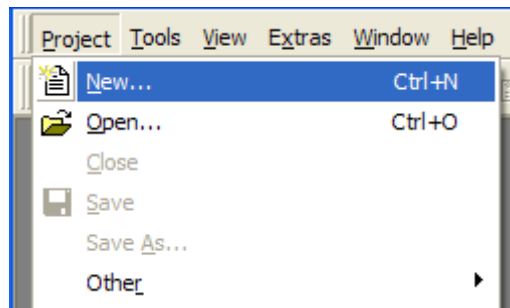 Project Tools View Extras Window Help
New... Ctrl+N
Open... Ctrl+O
Close
Save
Save As...
Other